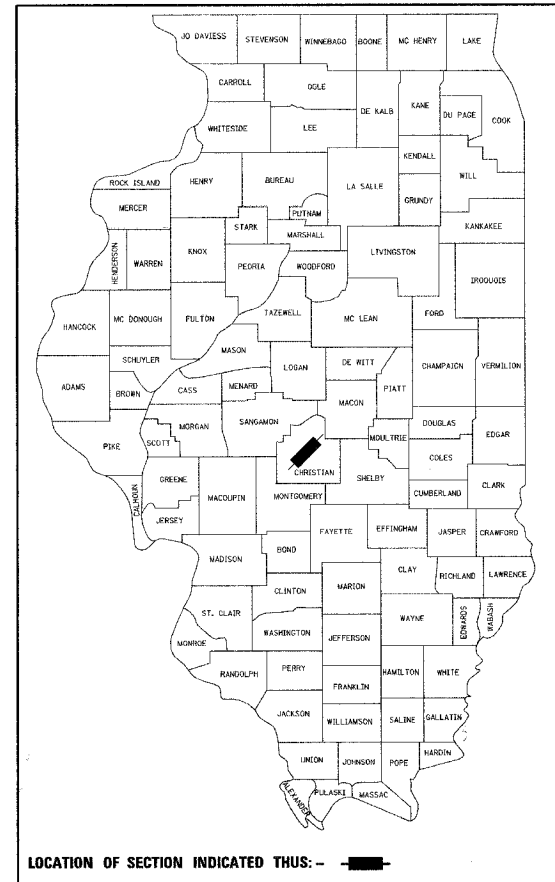 JO DAVIESS
STEVENSON
WINNEBAGO
BOONE
MC HENRY
LAKE
CARROLL
OGLE
DE KALB
KANE
DU PAGE
COOK
WHITESIDE
LEE
KENDALL
WILL
ROCK ISLAND
HENRY
BUREAU
LA SALLE
GRUNDY
MERCER
PUTNAM
STARK
MARSHALL
KANKAKEE
HENDERSON
WARREN
KNOX
PEORIA
WOODFORD
LIVINGSTON
IROQUOIS
HANCOCK
MC DONOUGH
FULTON
TAZEWELL
MC LEAN
FORD
SCHUYLER
MASON
LOGAN
DE WITT
CHAMPAIGN
VERMILION
ADAMS
BROWN
CASS
MENARD
PIATT
MACON
MORGAN
SANGAMON
DOUGLAS
PIKE
SCOTT
MOULTRIE
EDGAR
CHRISTIAN
COLES
SHELBY
CALHOUN
GREENE
MACOUPIN
MONTGOMERY
CUMBERLAND
CLARK
JERSEY
FAYETTE
EFFINGHAM
JASPER
CRAWFORD
MADISON
BOND
CLAY
RICHLAND
LAWRENCE
CLINTON
MARION
ST. CLAIR
WAYNE
EDWARDS
WABASH
WASHINGTON
JEFFERSON
MONROE
RANDOLPH
PERRY
HAMILTON
WHITE
FRANKLIN
JACKSON
WILLIAMSON
SALINE
GALLATIN
UNION
JOHNSON
POPE
HARDIN
ALEXANDER
PULASKI
MASSAC
LOCATION OF SECTION INDICATED THUS: -